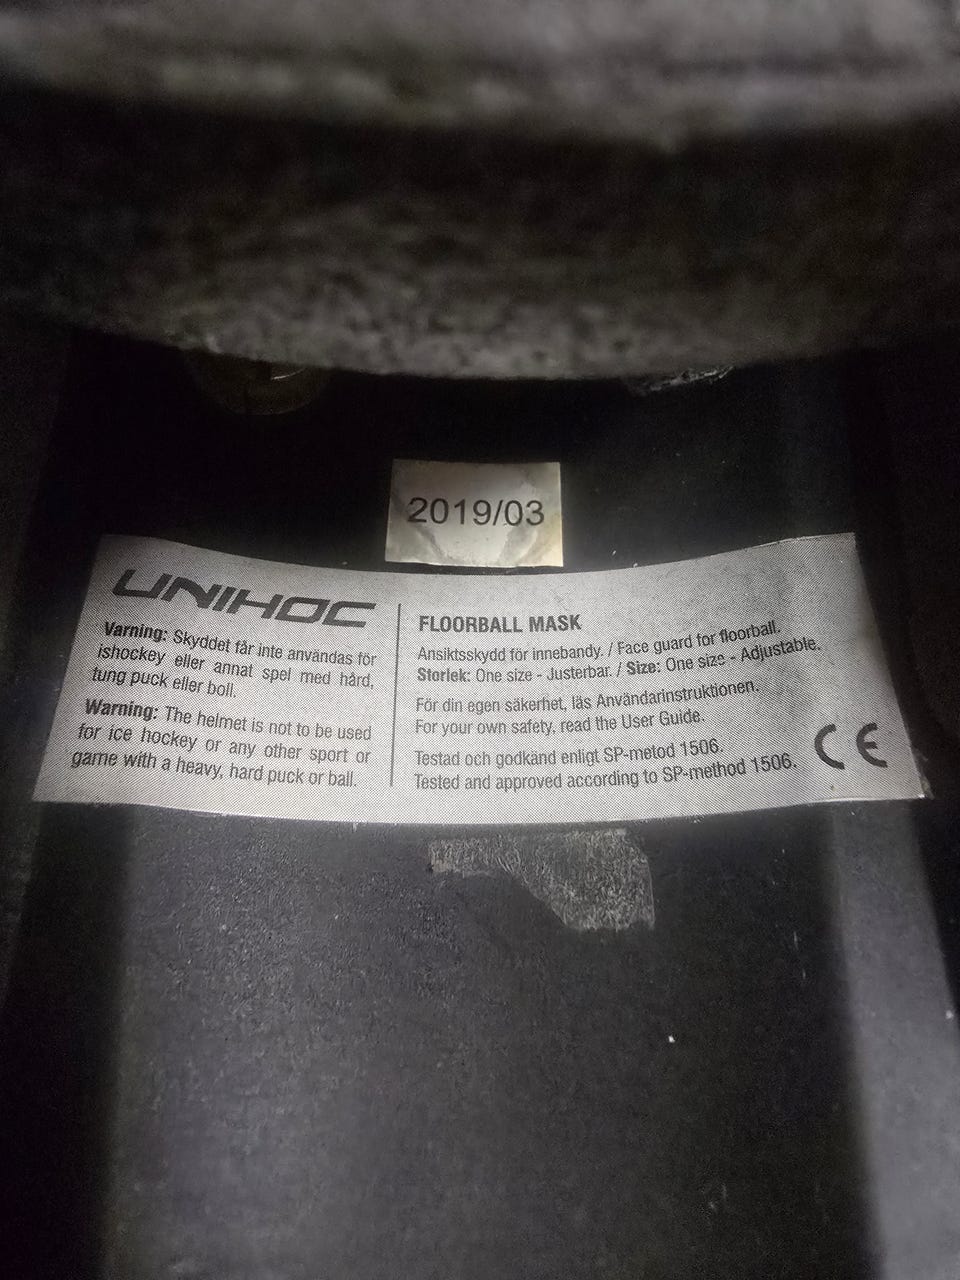 2019/03
UNIHOC
Varning: Skyddet får inte användas för
ishockey eller annat spel med hård,
tung puck eller boll.
Warning: The helmet is not to be used
for ice hockey or any other sport or
game with a heavy, hard puck or ball.
FLOORBALL MASK
Ansiktsskydd för innebandy. / Face guard for floorball.
Storlek: One size - Justerbar. / Size: One size - Adjustable.
För din egen säkerhet, läs Användarinstruktionen.
For your own safety, read the User Guide.
Testad och godkänd enligt SP-metod 1506.
Tested and approved according to SP-method 1506.
CE